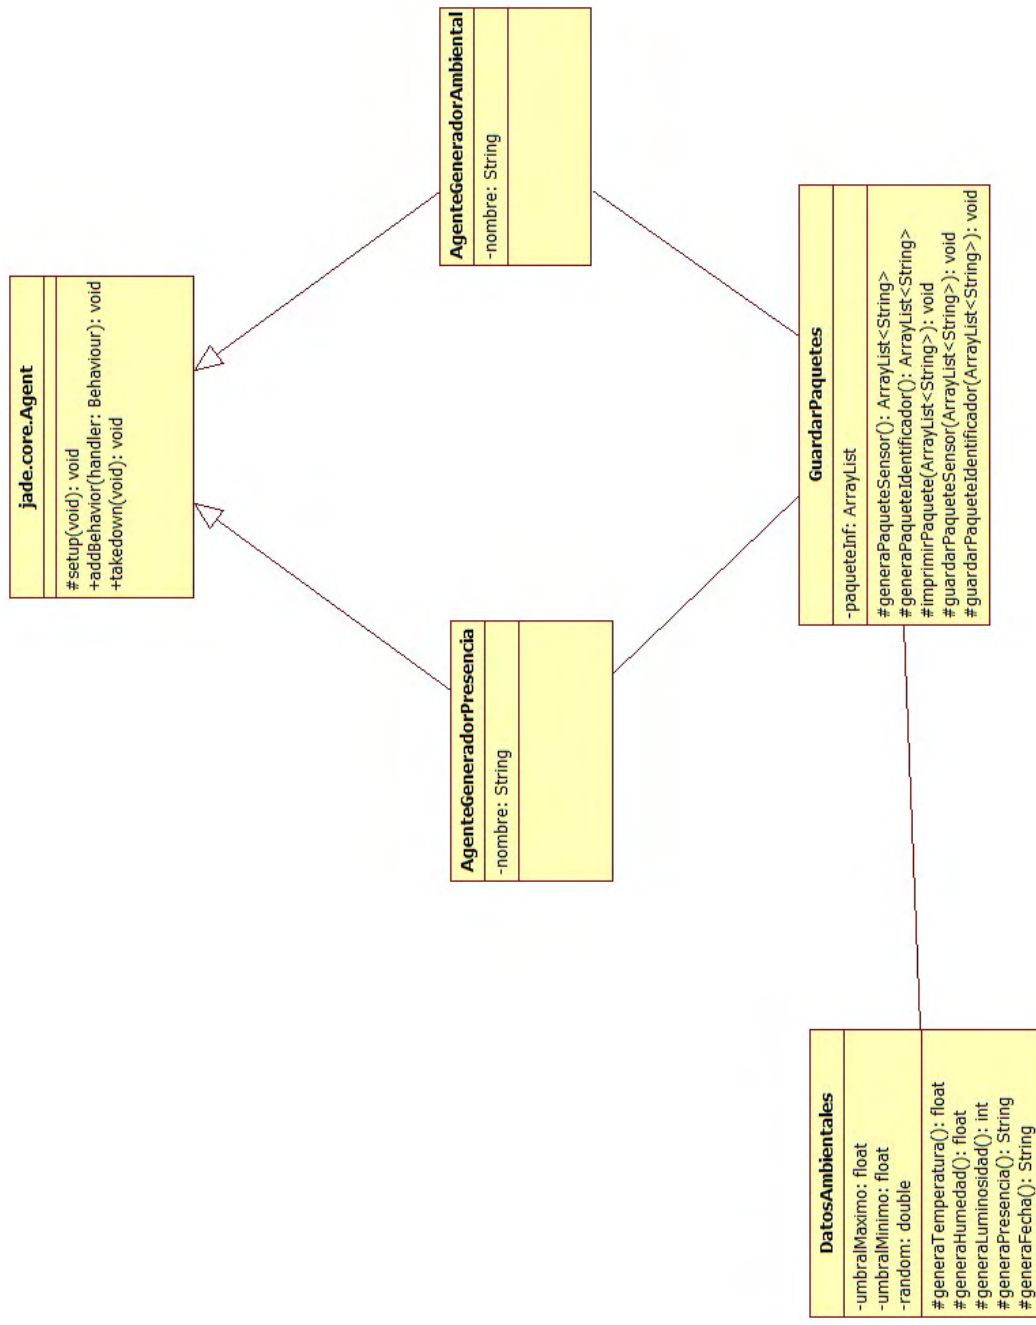 jade.core.Agent
#setup(void): void
+addBehavior(handler: Behaviour): void
+takedown(void): void
AgenteGeneradorPresencia
-nombre: String
AgenteGeneradorAmbiental
-nombre: String
DatosAmbientales
-umbralMaximo: float
-umbralMinimo: float
-random: double
#generaTemperatura(): float
#generaHumedad(): float
#generaLuminosidad(): int
#generaPresencia(): String
#generaFecha(): String
GuardarPaquetes
-paqueteInf: ArrayList
#generaPaqueteSensor(): ArrayList<String>
#generaPaqueteIdentificador(): ArrayList<String>
#imprimirPaquete(ArrayList<String>): void
#guardarPaqueteSensor(ArrayList<String>): void
#guardarPaqueteIdentificador(ArrayList<String>): void